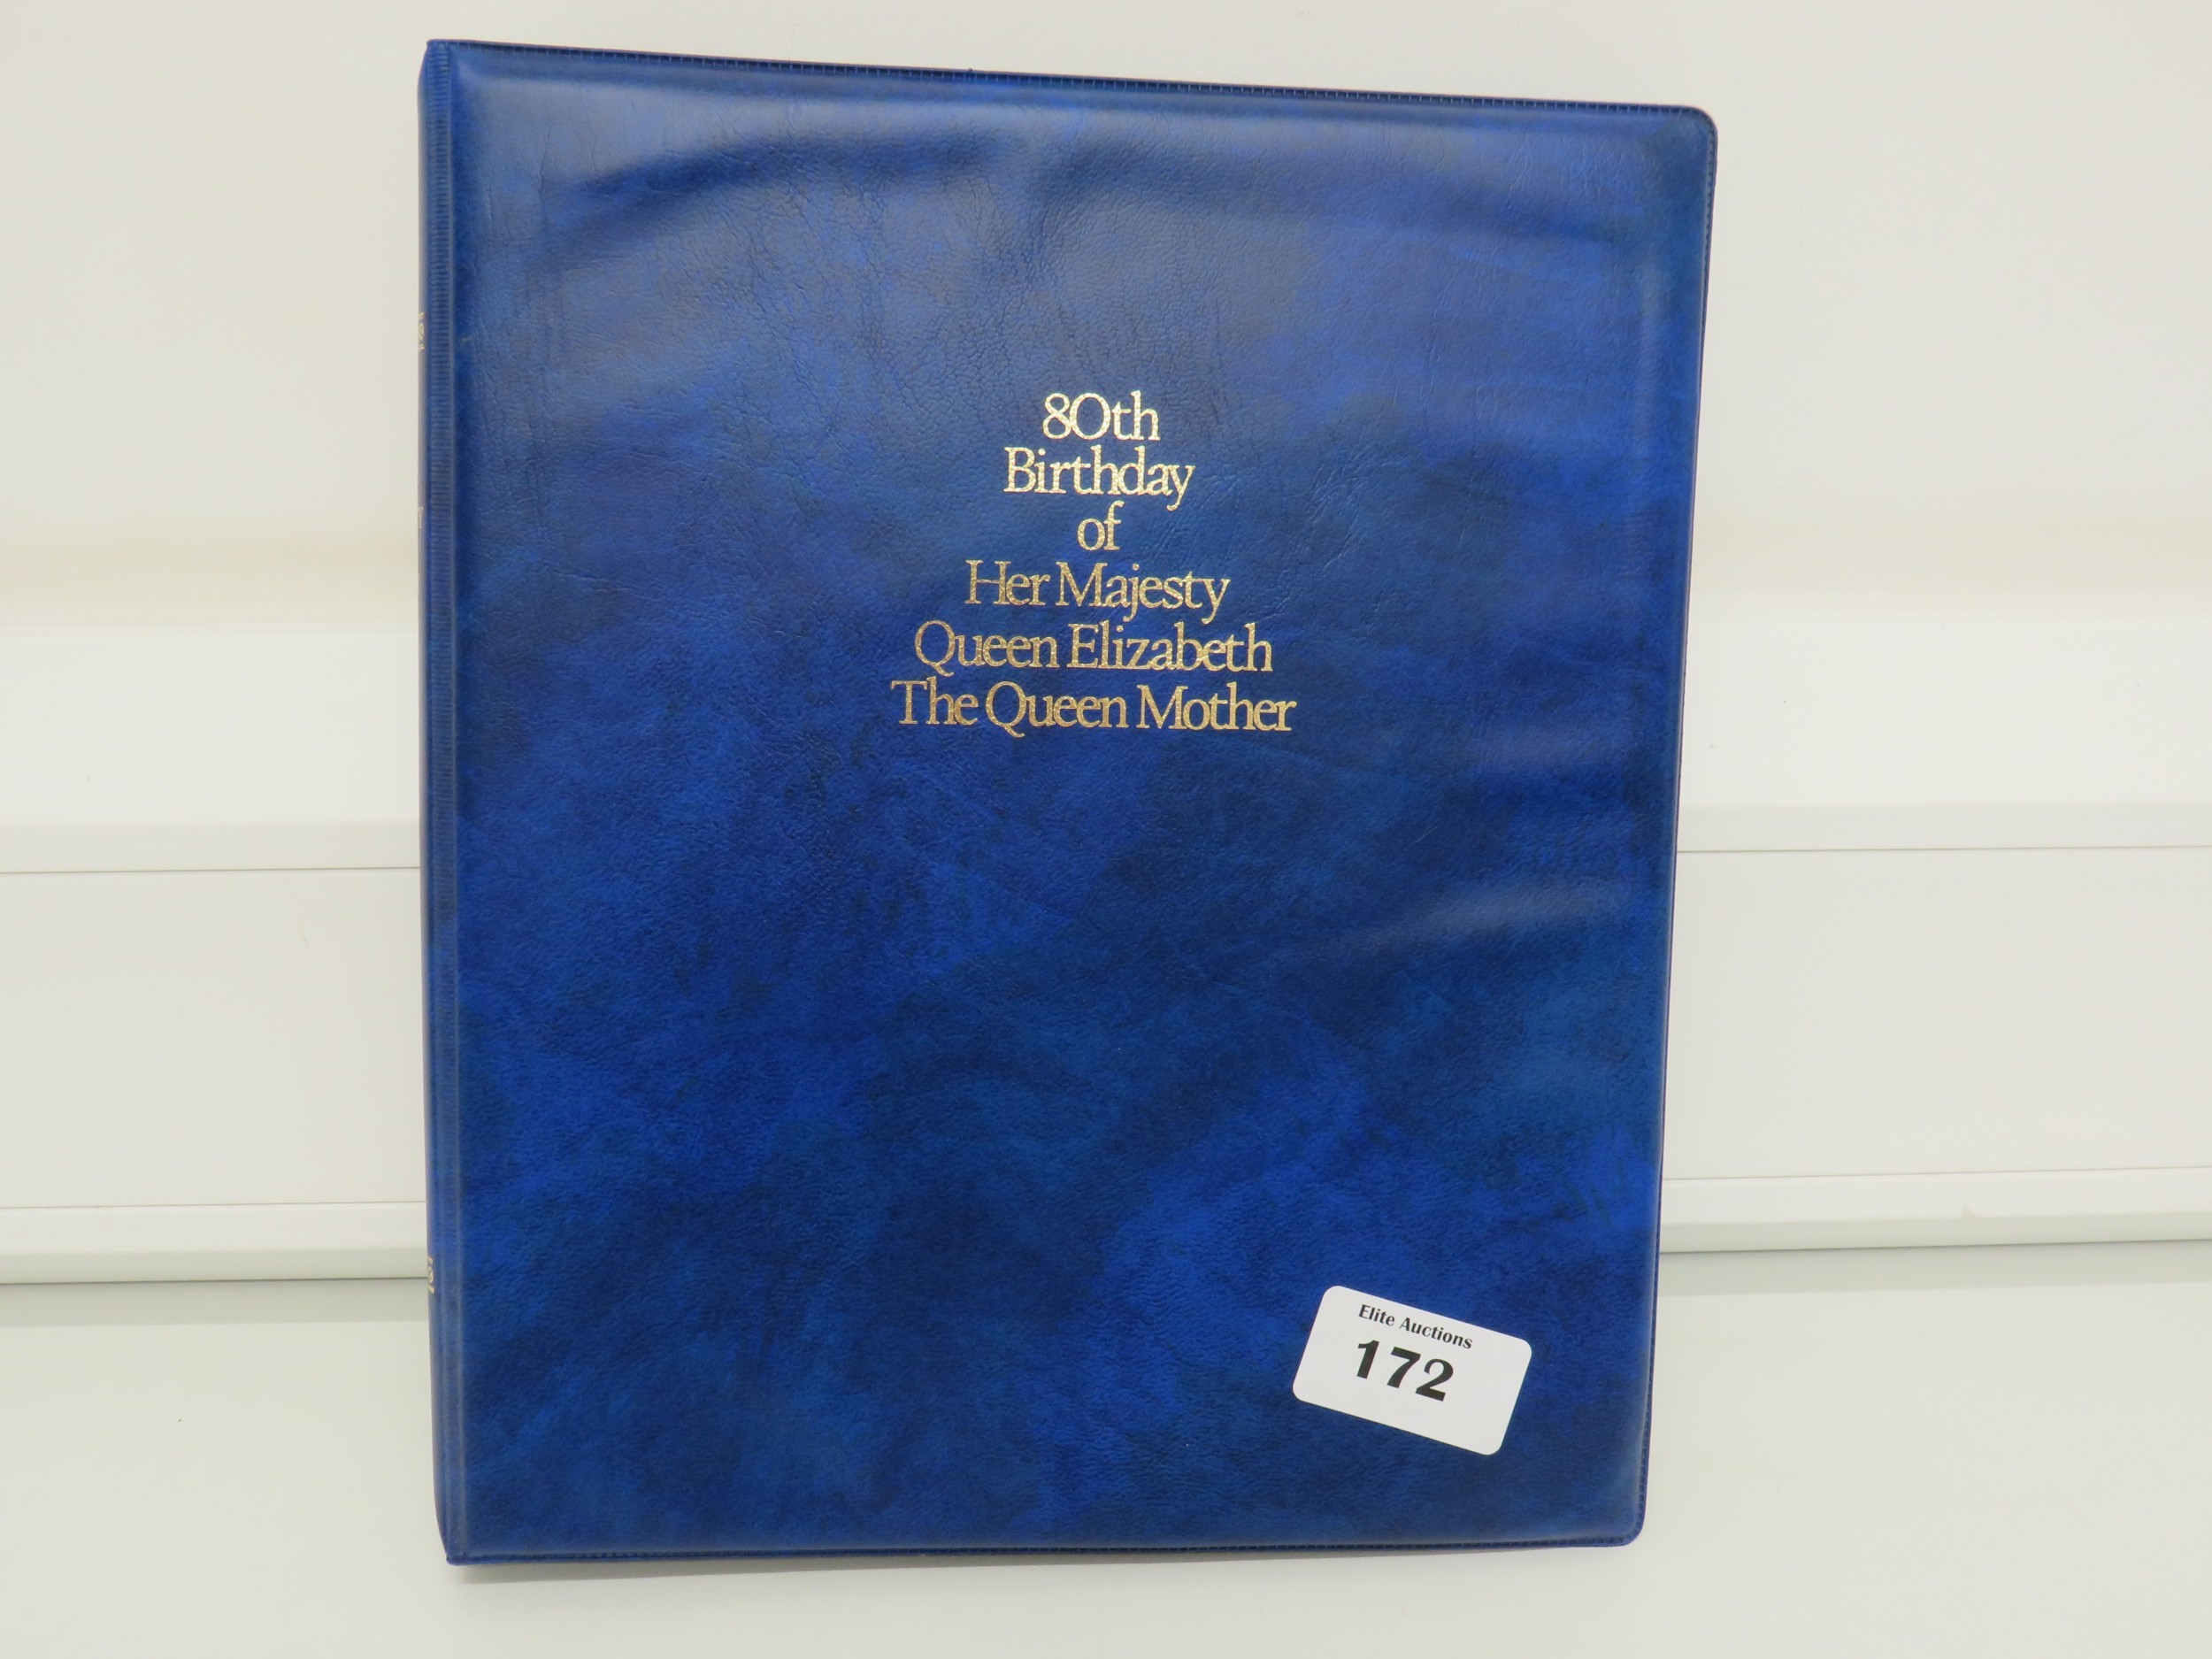 80th
Birthday
of
Her Majesty
Queen Elizabeth
The Queen Mother
Elite Auctions
172